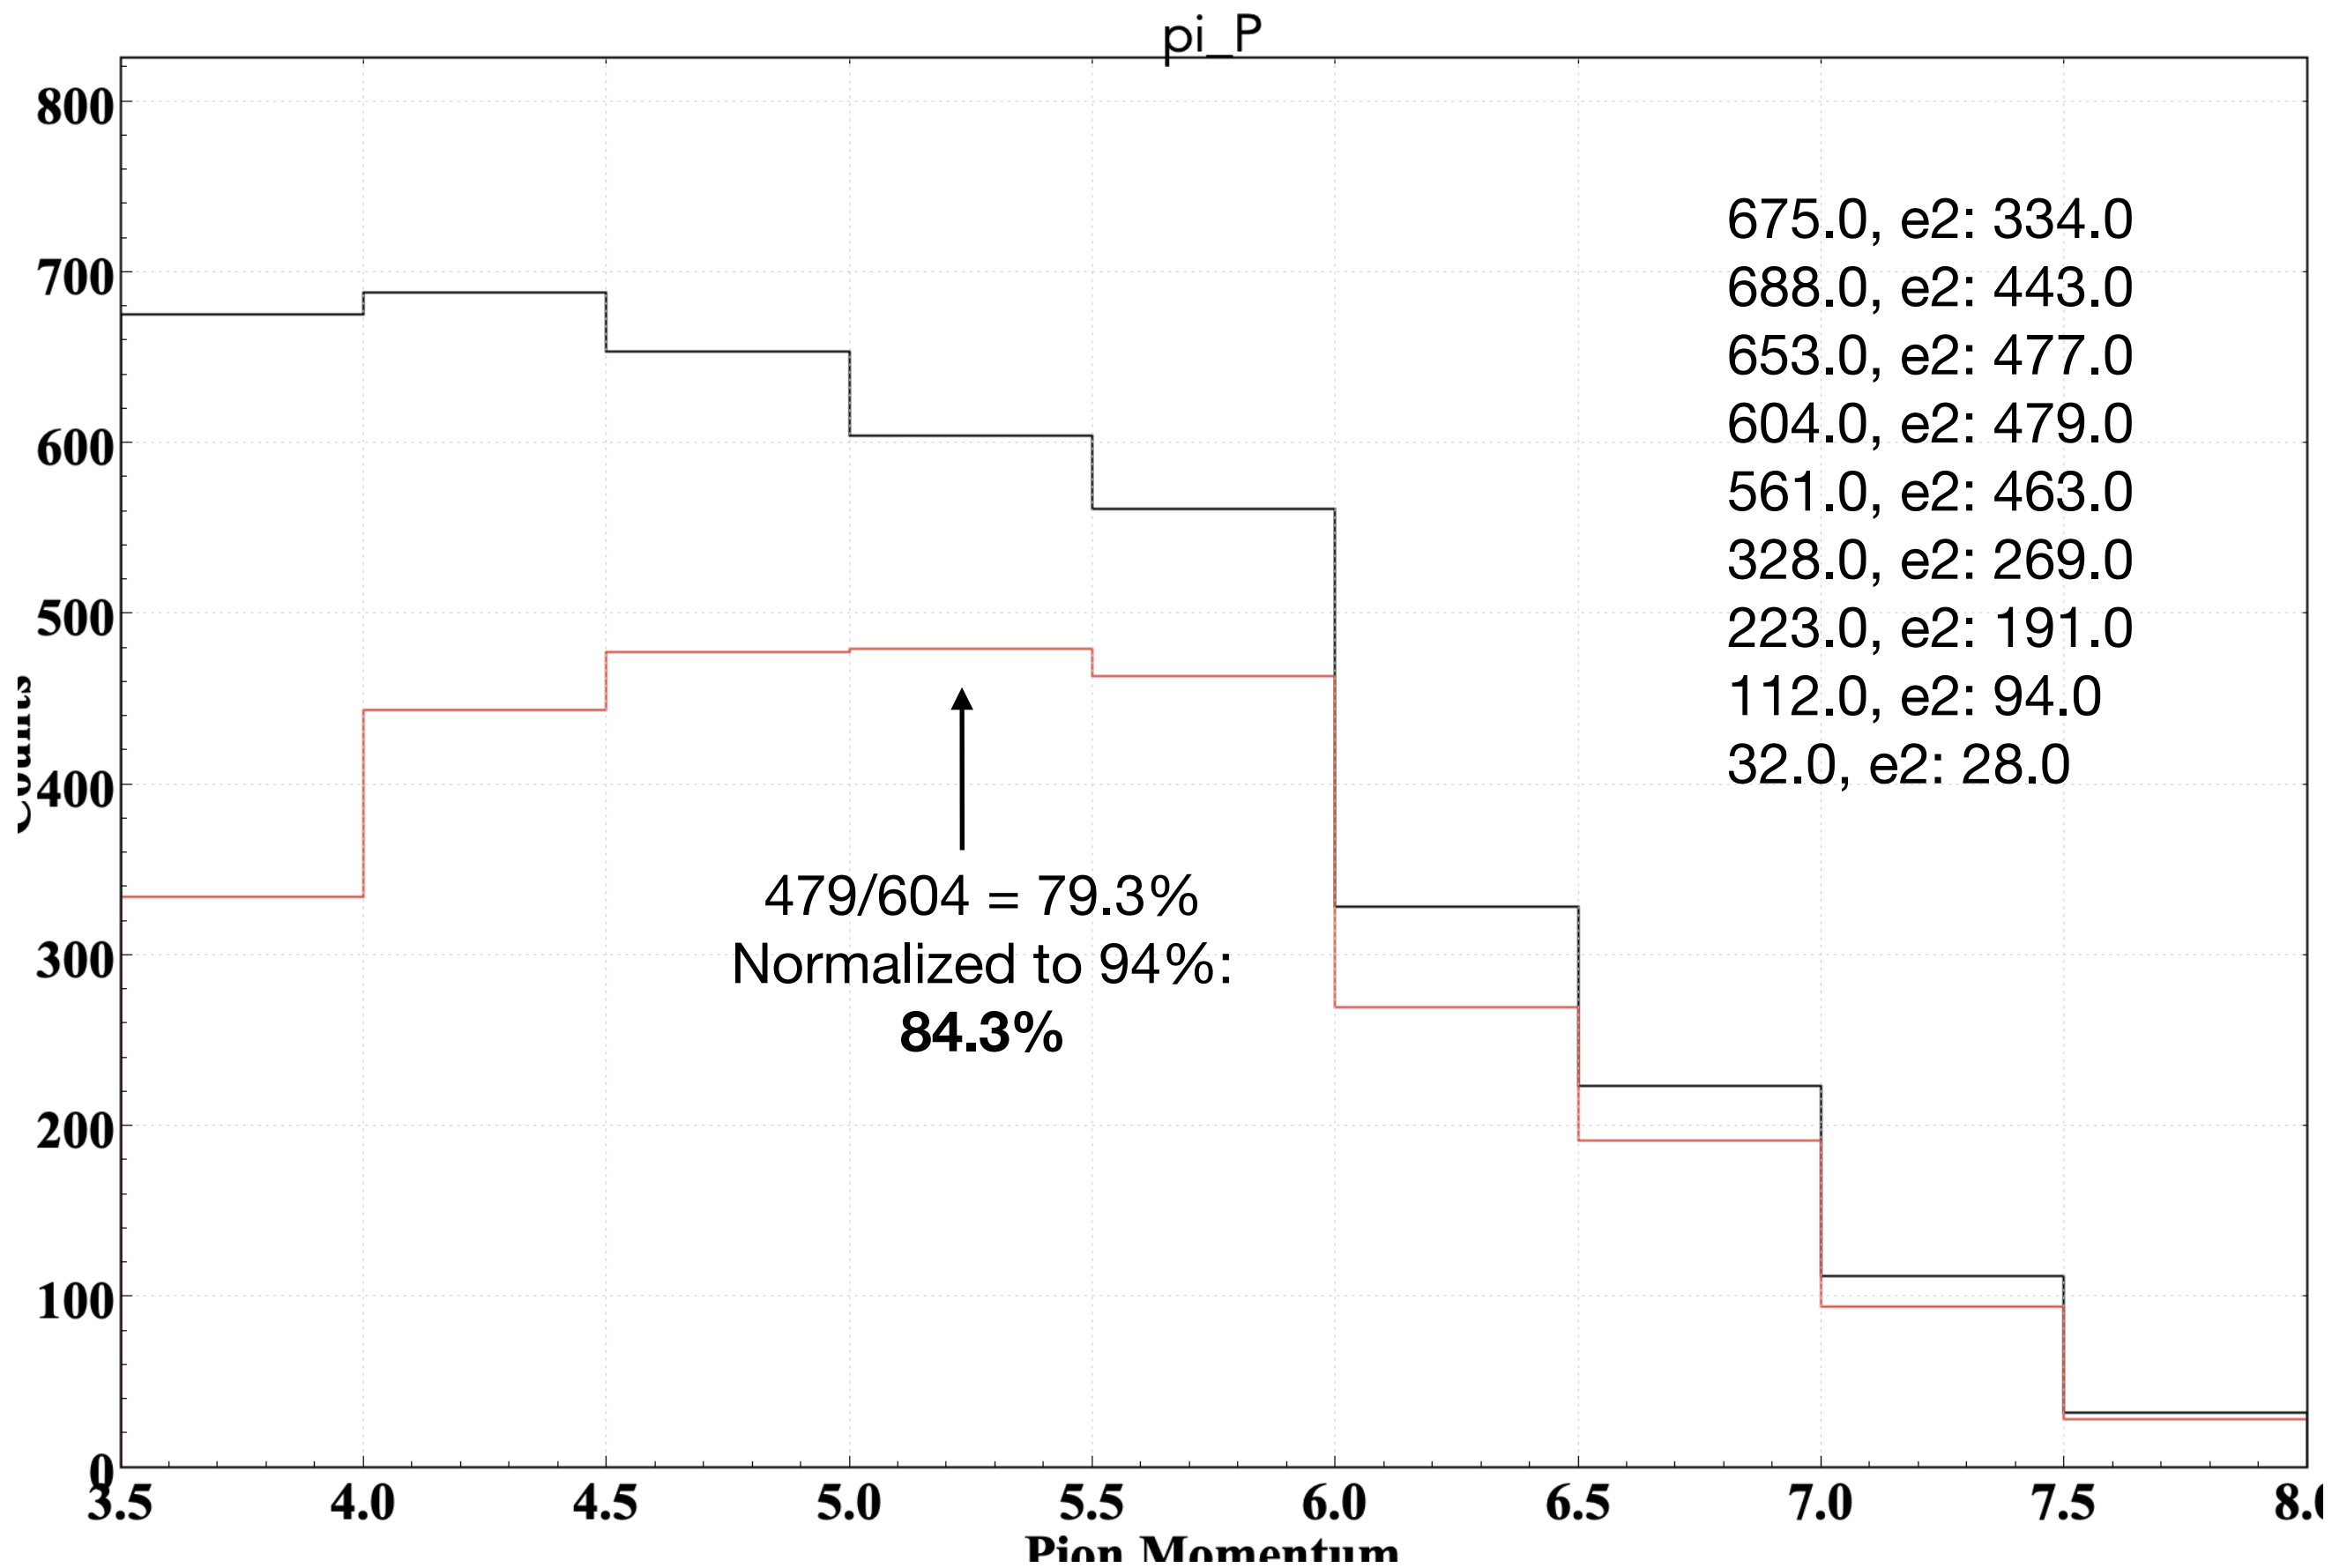 pi_P
800
700
600
500
400
300
200
100
0
Counts
675.0, e2: 334.0
688.0, e2: 443.0
653.0, e2: 477.0
604.0, e2: 479.0
561.0, e2: 463.0
328.0, e2: 269.0
223.0, e2: 191.0
112.0, e2: 94.0
32.0, e2: 28.0
479/604 = 79.3%
Normalized to 94%:
84.3%
3.5 4.0 4.5 5.0 5.5 6.0 6.5 7.0 7.5 8.0
Pion Momentum